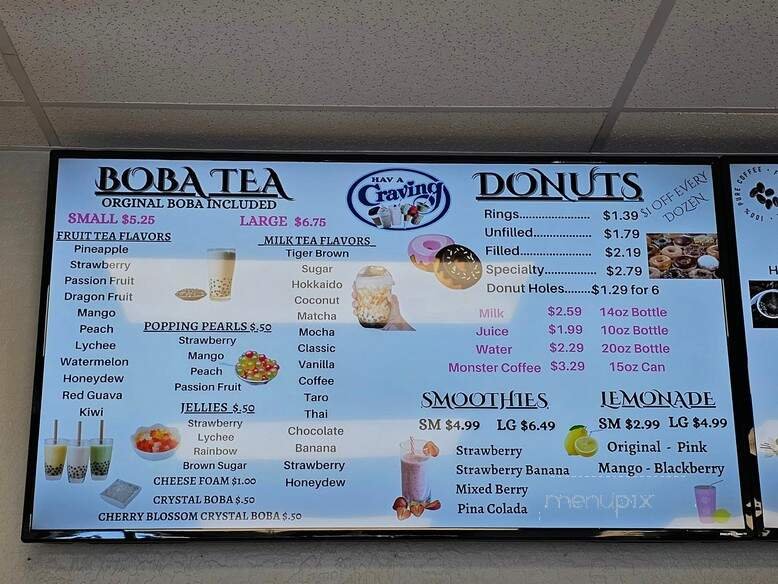 BOBA TEA
ORGINAL BOBA INCLUDED
SMALL $5.25
LARGE $6.75
FRUIT TEA FLAVORS
Pineapple
Strawberry
Passion Fruit
Dragon Fruit
Mango
Peach
Lychee
Watermelon
Honeydew
Red Guava
Kiwi
POPPING PEARLS $.50
Strawberry
Mango
Peach
Passion Fruit
JELLIES $.50
Strawberry
Lychee
Rainbow
Brown Sugar
CHEESE FOAM $1.00
CRYSTAL BOBA $.50
CHERRY BLOSSOM CRYSTAL BOBA $.50
MILK TEA FLAVORS
Tiger Brown
Sugar
Hokkaido
Coconut
Matcha
Mocha
Classic
Vanilla
Coffee
Taro
Thai
Chocolate
Banana
Strawberry
Honeydew
HAV A
Craving
DONUTS
$1 OFF EVERY
DOZEN
Rings..................... $1.39
Unfilled................... $1.79
Filled....................... $2.19
Specialty................ $2.79
Donut Holes........$1.29 for 6
Milk $2.59 14oz Bottle
Juice $1.99 10oz Bottle
Water $2.29 20oz Bottle
Monster Coffee $3.29 15oz Can
SMOOTHIES
SM $4.99 LG $6.49
Strawberry
Strawberry Banana
Mixed Berry
Pina Colada
LEMONADE
SM $2.99 LG $4.99
Original - Pink
Mango - Blackberry
menupix
PURE COFFEE
100%
H